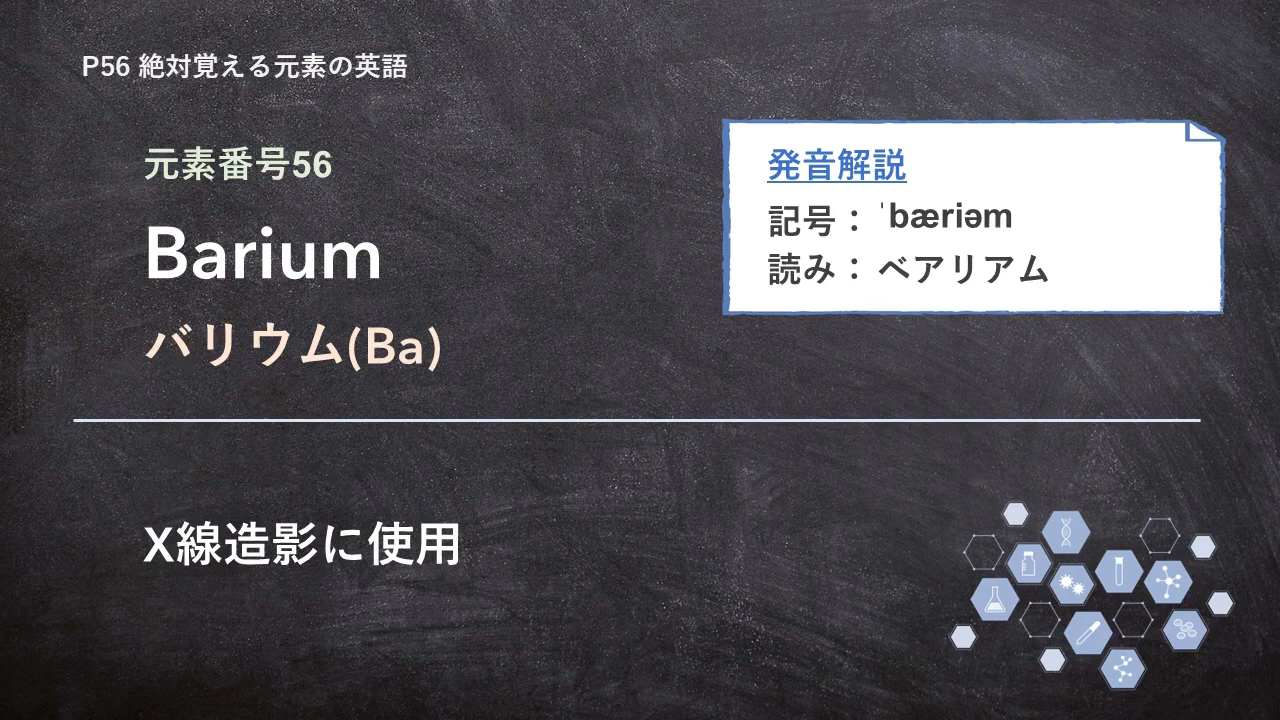 P56 絶対覚える元素の英語
元素番号56
Barium
バリウム(Ba)
発音解説
記号： ˈbæriəm
読み： ベアリアム
X線造影に使用